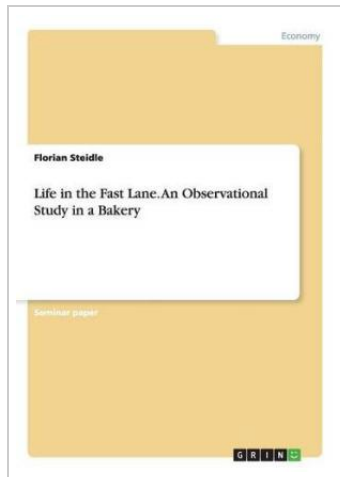 Economy
Florian Steidle
Life in the Fast Lane. An Observational
Study in a Bakery
Seminar paper
GRIN